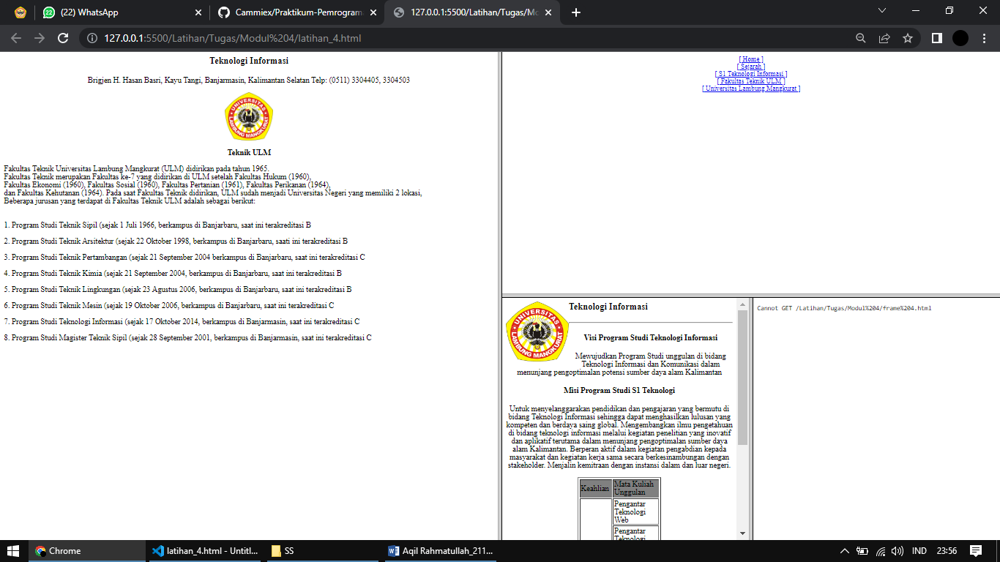 (22) WhatsApp
Cammiex/Praktikum-Pemrogram
127.0.0.1:5500/Latihan/Tugas/Mo
127.0.0.1:5500/Latihan/Tugas/Modul%204/latihan_4.html
Teknologi Informasi
Brigjen H. Hasan Basri, Kayu Tangi, Banjarmasin, Kalimantan Selatan Telp: (0511) 3304405, 3304503
UNIVERSITAS
LAMBUNG MANGKURAT
Teknik ULM
Fakultas Teknik Universitas Lambung Mangkurat (ULM) didirikan pada tahun 1965.
Fakultas Teknik merupakan Fakultas ke-7 yang didirikan di ULM setelah Fakultas Hukum (1960),
Fakultas Ekonomi (1960), Fakultas Sosial (1960), Fakultas Pertanian (1961), Fakultas Perikanan (1964),
dan Fakultas Kehutanan (1964). Pada saat Fakultas Teknik didirikan, ULM sudah menjadi Universitas Negeri yang memiliki 2 lokasi,
Beberapa jurusan yang terdapat di Fakultas Teknik ULM adalah sebagai berikut:
1. Program Studi Teknik Sipil (sejak 1 Juli 1966, berkampus di Banjarbaru, saat ini terakreditasi B
2. Program Studi Teknik Arsitektur (sejak 22 Oktober 1998, berkampus di Banjarbaru, saati ini terakreditasi B
3. Program Studi Teknik Pertambangan (sejak 21 September 2004 berkampus di Banjarbaru, saat ini terakreditasi C
4. Program Studi Teknik Kimia (sejak 21 September 2004, berkampus di Banjarbaru, saat ini terakreditasi B
5. Program Studi Teknik Lingkungan (sejak 23 Agustus 2006, berkampus di Banjarbaru, saat ini terakreditasi B
6. Program Studi Teknik Mesin (sejak 19 Oktober 2006, berkampus di Banjarbaru, saat ini terakreditasi C
7. Program Studi Teknologi Informasi (sejak 17 Oktober 2014, berkampus di Banjarmasin, saat ini terakreditasi C
8. Program Studi Magister Teknik Sipil (sejak 28 September 2001, berkampus di Banjarmasin, saat ini terakreditasi C
[ Home ]
[ Sejarah ]
[ S1 Teknologi Informasi ]
[ Fakultas Teknik ULM ]
[ Universitas Lambung Mangkurat ]
UNIVERSITAS
LAMBUNG MANGKURAT
Teknologi Informasi
Visi Program Studi Teknologi Informasi
Mewujudkan Program Studi unggulan di bidang
Teknologi Informasi dan Komunikasi dalam
menunjang pengoptimalan potensi sumber daya alam Kalimantan
Misi Program Studi S1 Teknologi
Untuk menyelanggarakan pendidikan dan pengajaran yang bermutu di
bidang Teknologi Informasi sehingga dapat menghasilkan lulusan yang
kompeten dan berdaya saing global. Mengembangkan ilmu pengetahuan
di bidang teknologi informasi melalui kegiatan penelitian yang inovatif
dan aplikatif terutama dalam menunjang pengoptimalan sumber daya
alam Kalimantan. Berperan aktif dalam kegiatan pengabdian kepada
masyarakat dan kegiatan kerja sama secara berkesinambungan dengan
stakeholder. Menjalin kemitraan dengan instansi dalam dan luar negeri.
Keahlian
Mata Kuliah
Unggulan
Pengantar
Teknologi
Web
Pengantar
Teknologi
Cannot GET /Latihan/Tugas/Modul%204/frame%204.html
Chrome
latihan_4.html - Untitl...
SS
Aqil Rahmatullah_211...
IND
23:56